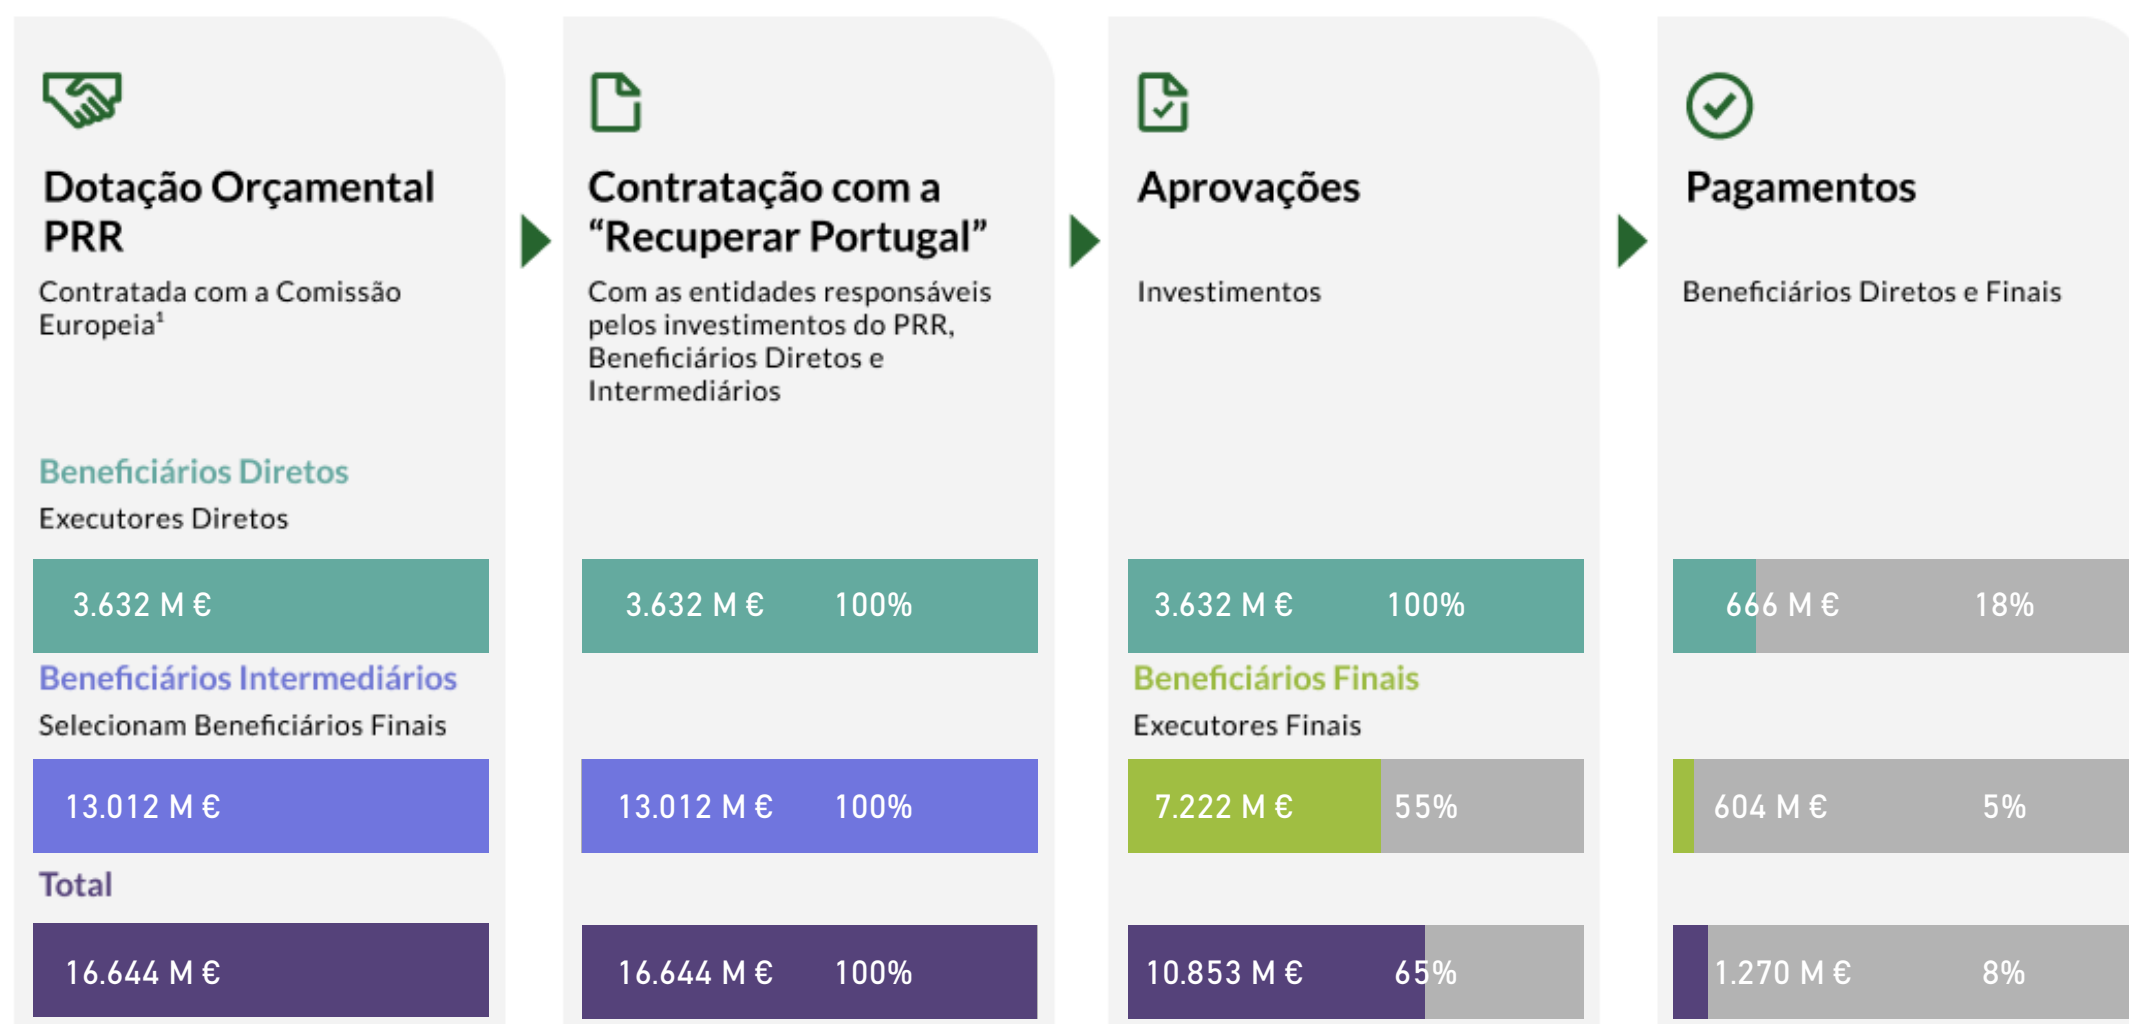 Dotação Orçamental
PRR
Contratada com a Comissão
Europeia¹
Beneficiários Diretos
Executores Diretos
3.632 M €
Beneficiários Intermediários
Selecionam Beneficiários Finais
13.012 M €
Total
16.644 M €
Contratação com a
“Recuperar Portugal”
Com as entidades responsáveis
pelos investimentos do PRR,
Beneficiários Diretos e
Intermediários
3.632 M € 100%
13.012 M € 100%
16.644 M € 100%
Aprovações
Investimentos
3.632 M € 100%
Beneficiários Finais
Executores Finais
7.222 M € 55%
10.853 M € 65%
Pagamentos
Beneficiários Diretos e Finais
666 M € 18%
604 M € 5%
1.270 M € 8%